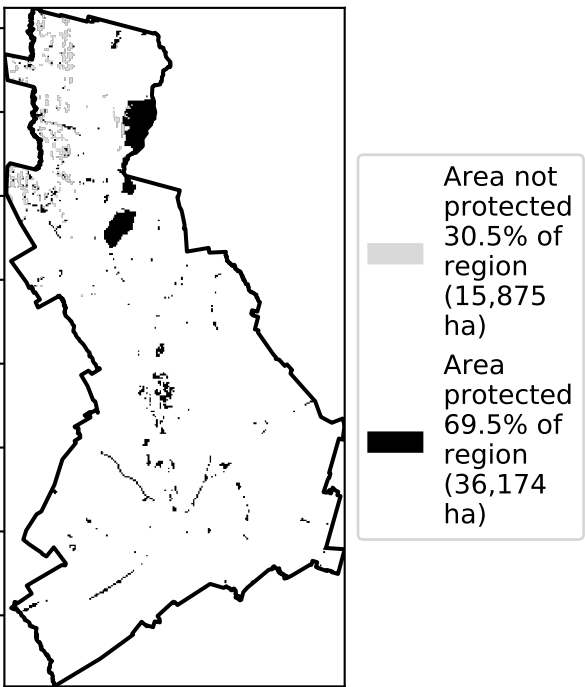 Area not
protected
30.5% of
region
(15,875
ha)
Area
protected
69.5% of
region
(36,174
ha)